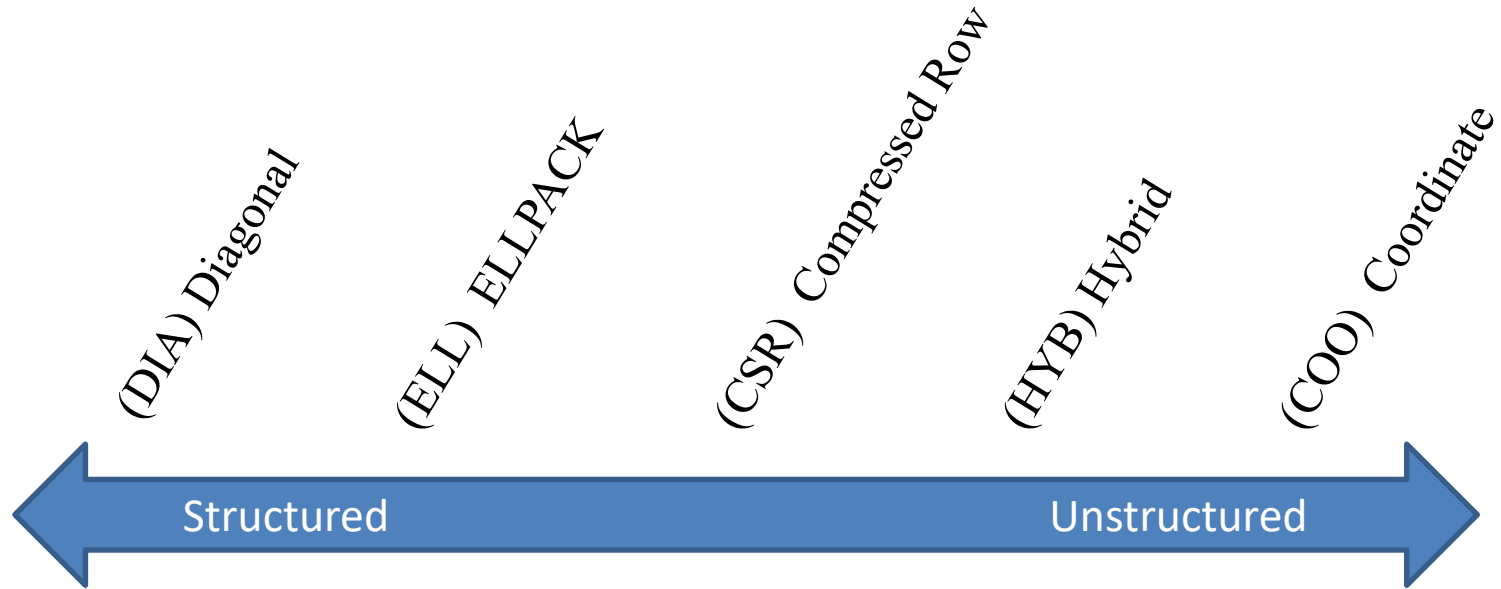 (DIA) Diagonal
(ELL) ELLPACK
(CSR) Compressed Row
(HYB) Hybrid
(COO) Coordinate
Structured
Unstructured